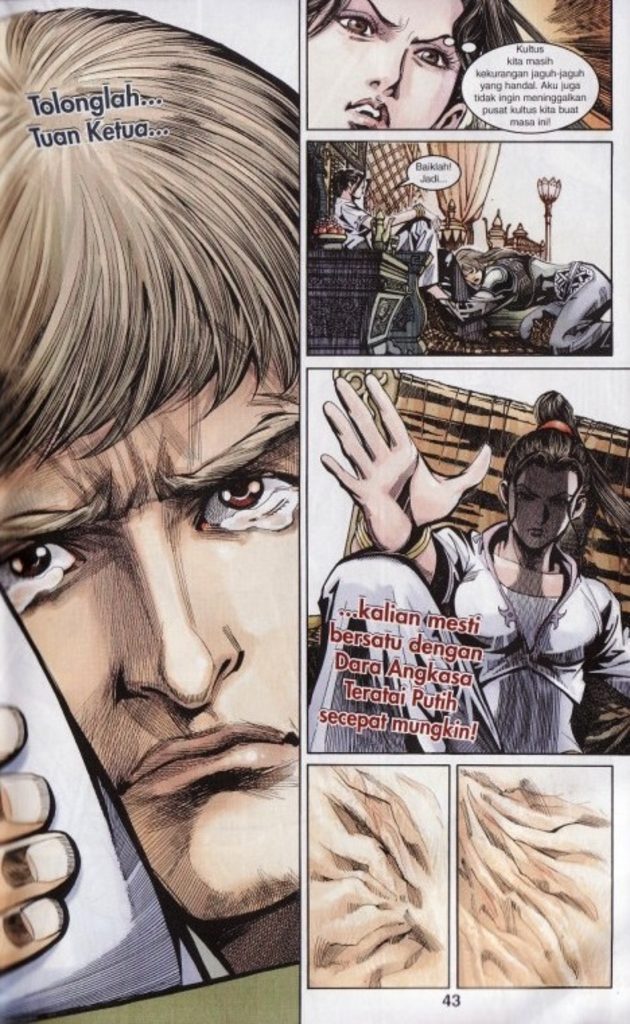 Tolonglah...
Tuan Ketua...
Kultus
kita masih
kekurangan jaguh-jaguh
yang handal. Aku juga
tidak ingin meninggalkan
pusat kultus kita buat
masa ini!
Baiklah!
Jadi...
...kalian mesti
bersatu dengan
Dara Angkasa
Teratai Putih
secepat mungkin!
43